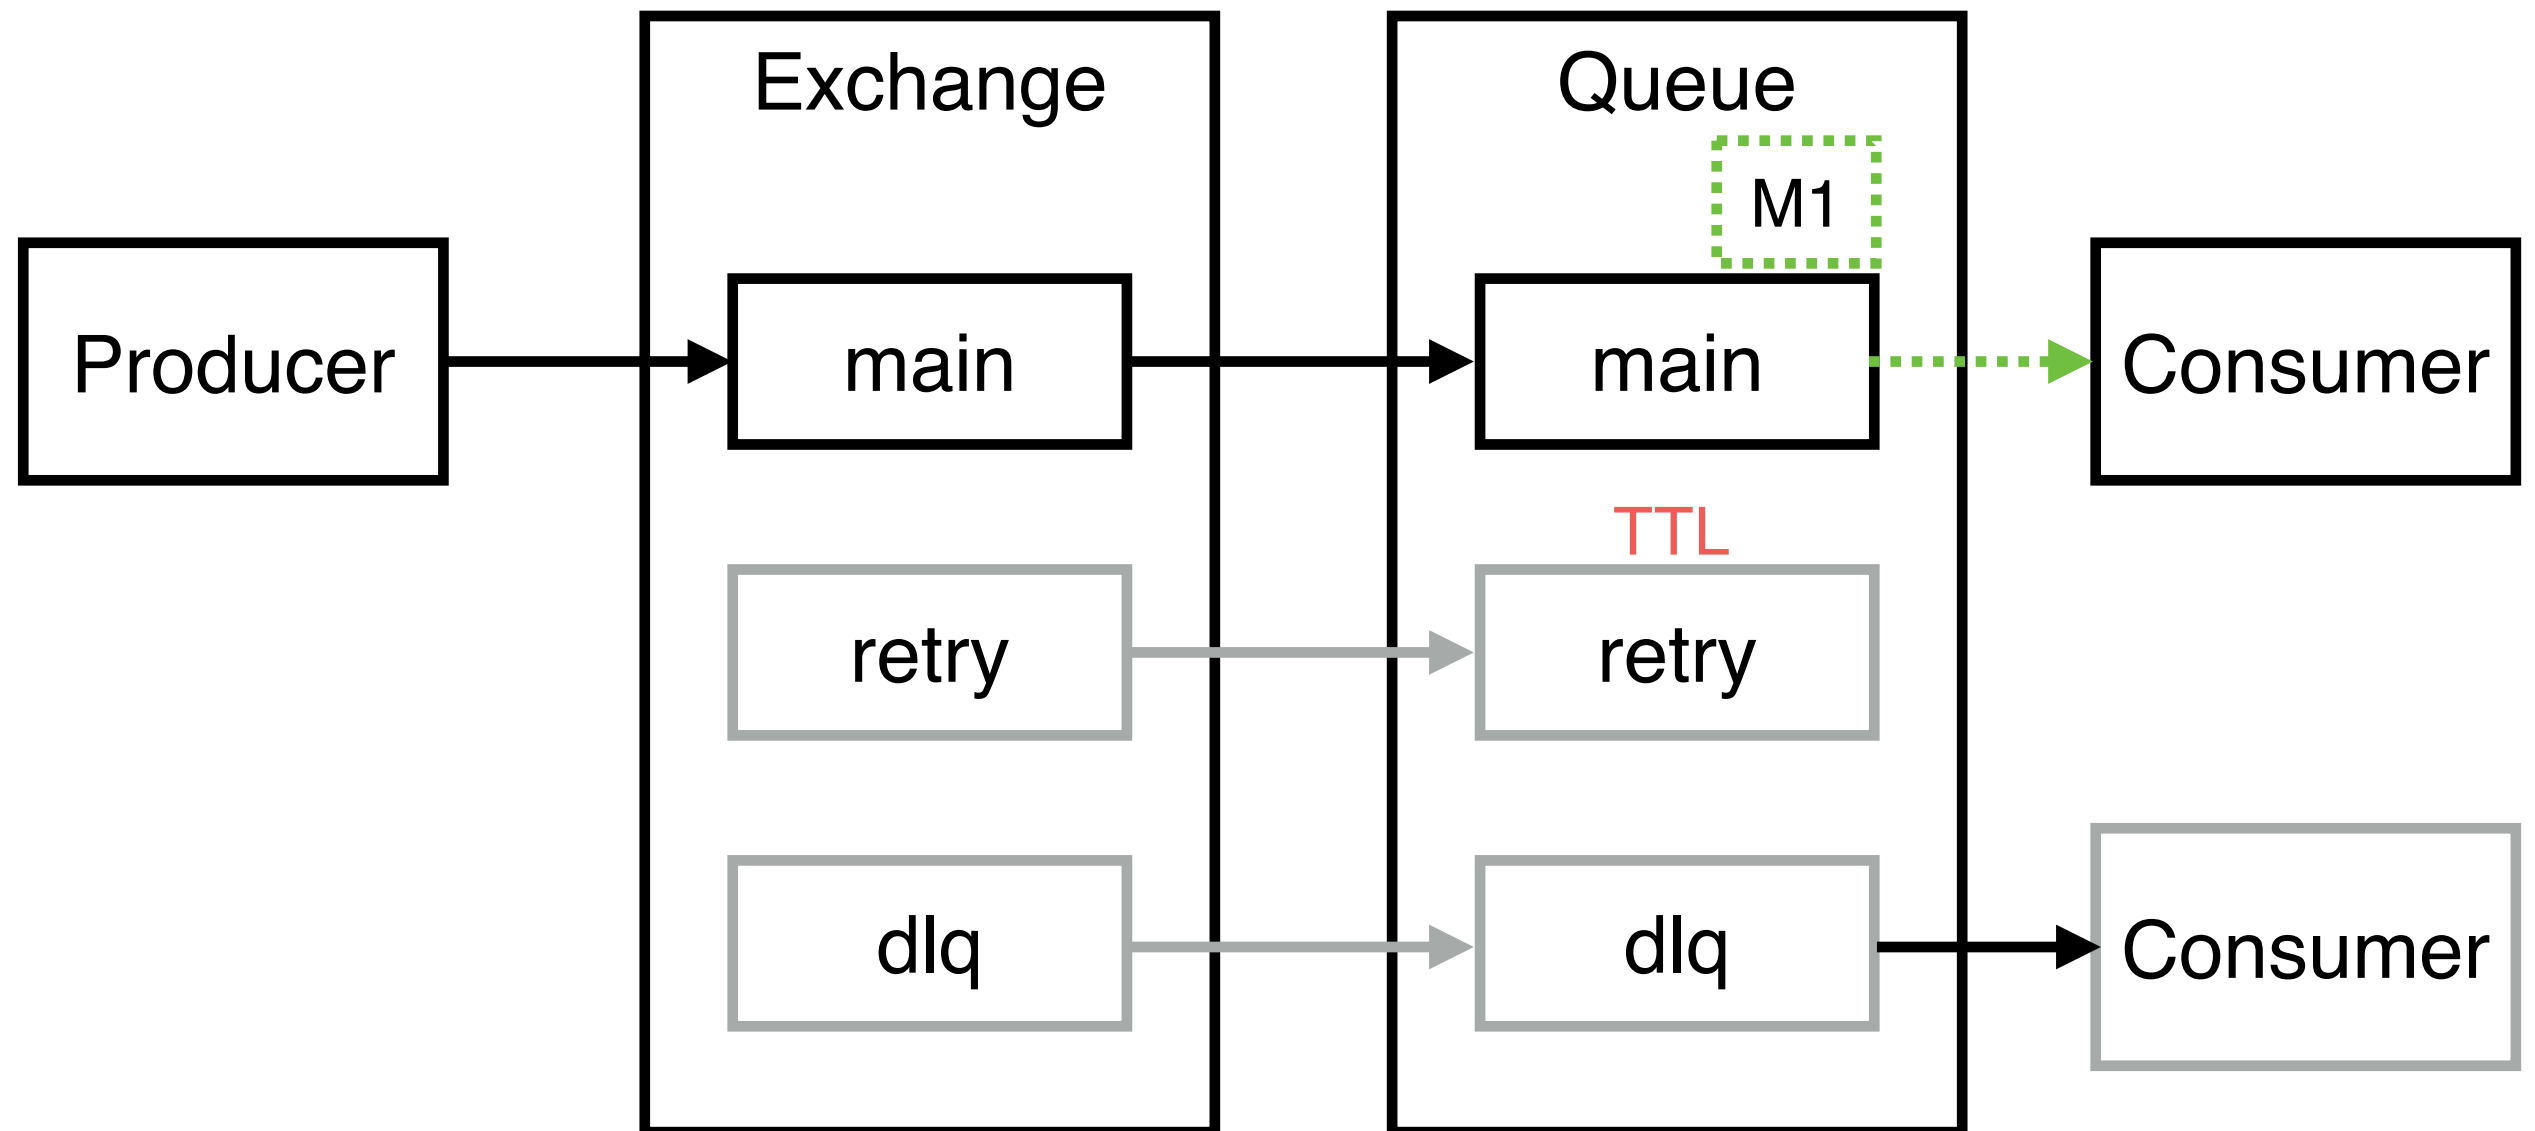 Exchange
Queue
M1
Producer
main
main
Consumer
TTL
retry
retry
dlq
dlq
Consumer